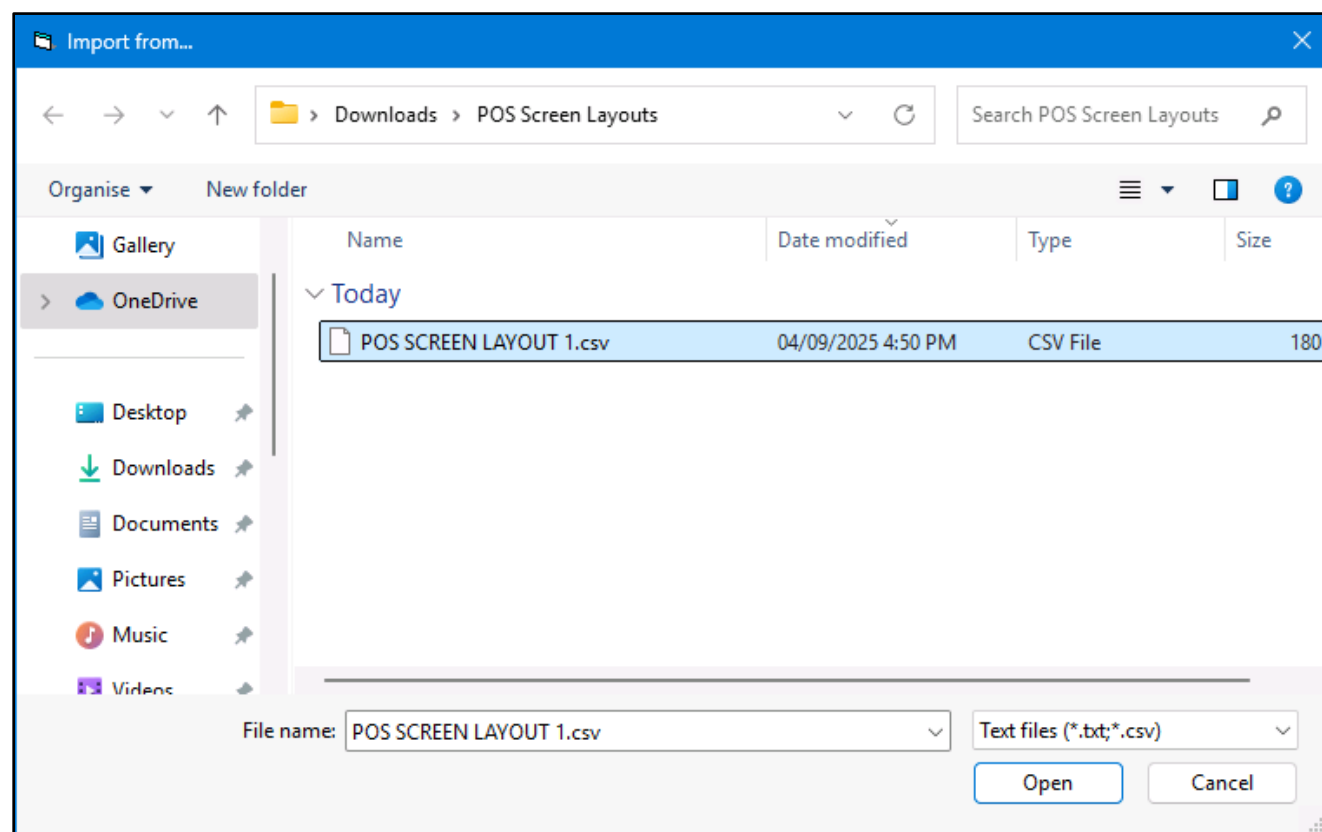 Import from...
Downloads > POS Screen Layouts
Search POS Screen Layouts
Organise
New folder
Gallery
OneDrive
Desktop
Downloads
Documents
Pictures
Music
Videos
Name Date modified Type Size
Today
POS SCREEN LAYOUT 1.csv 04/09/2025 4:50 PM CSV File 180
File name: POS SCREEN LAYOUT 1.csv
Text files (*.txt;*.csv)
Open
Cancel